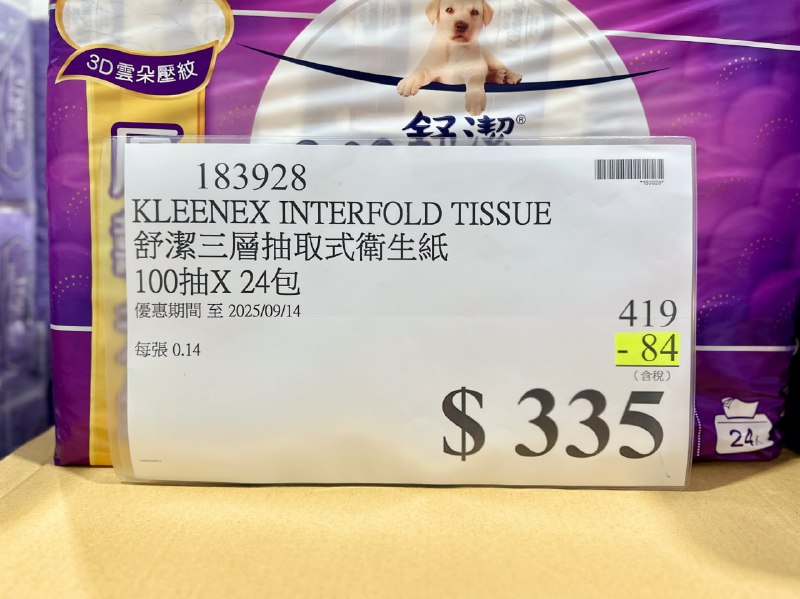 3D雲朵壓紋
舒潔®
183928
*183928*
KLEENEX INTERFOLD TISSUE
舒潔三層抽取式衛生紙
100抽X 24包
優惠期間 至 2025/09/14
419
- 84
每張 0.14
(含稅)
$ 335
24